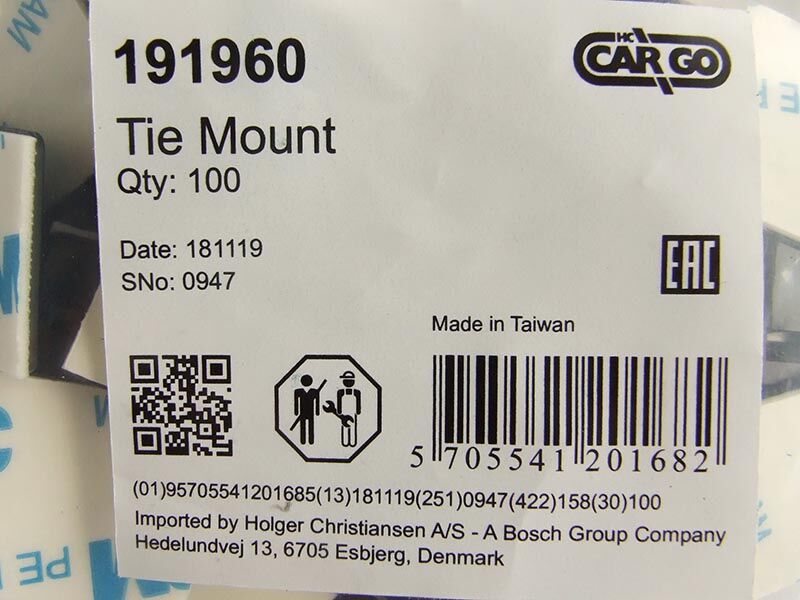 191960
HC
CARGO
Tie Mount
Qty: 100
Date: 181119
SNo: 0947
EAC
Made in Taiwan
5 705541 201682
(01)95705541201685(13)181119(251)0947(422)158(30)100
Imported by Holger Christiansen A/S - A Bosch Group Company
Hedelundvej 13, 6705 Esbjerg, Denmark